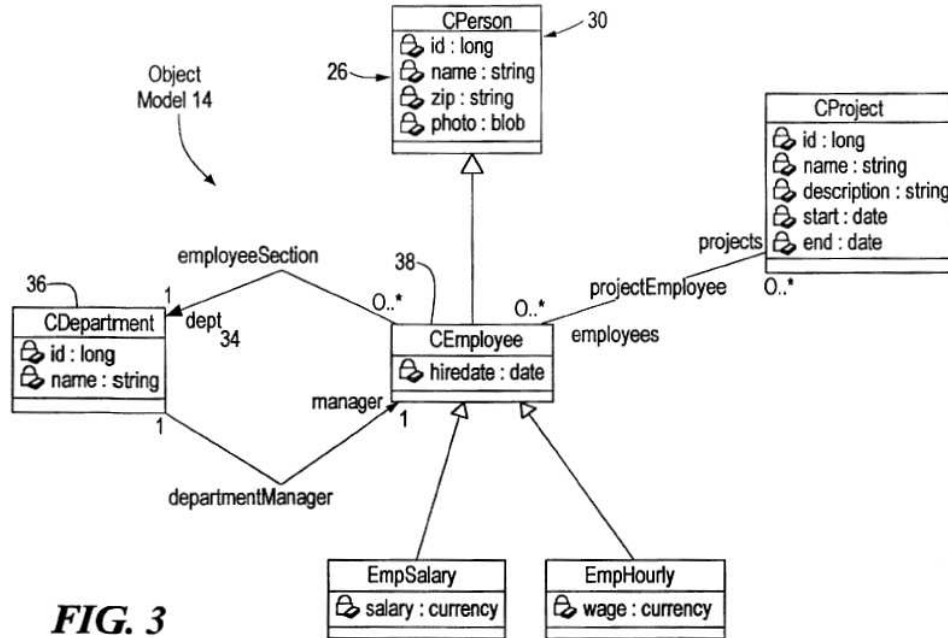 CPerson
id : long
name : string
zip : string
photo : blob
30
26
Object
Model 14
CProject
id : long
name : string
description : string
start : date
end : date
projects
0..*
projectEmployee
employeeSection
36
1
dept
34
38
0..*
0..*
employees
CDepartment
id : long
name : string
1
CEmployee
hiredate : date
manager
1
departmentManager
EmpSalary
salary : currency
EmpHourly
wage : currency
FIG. 3